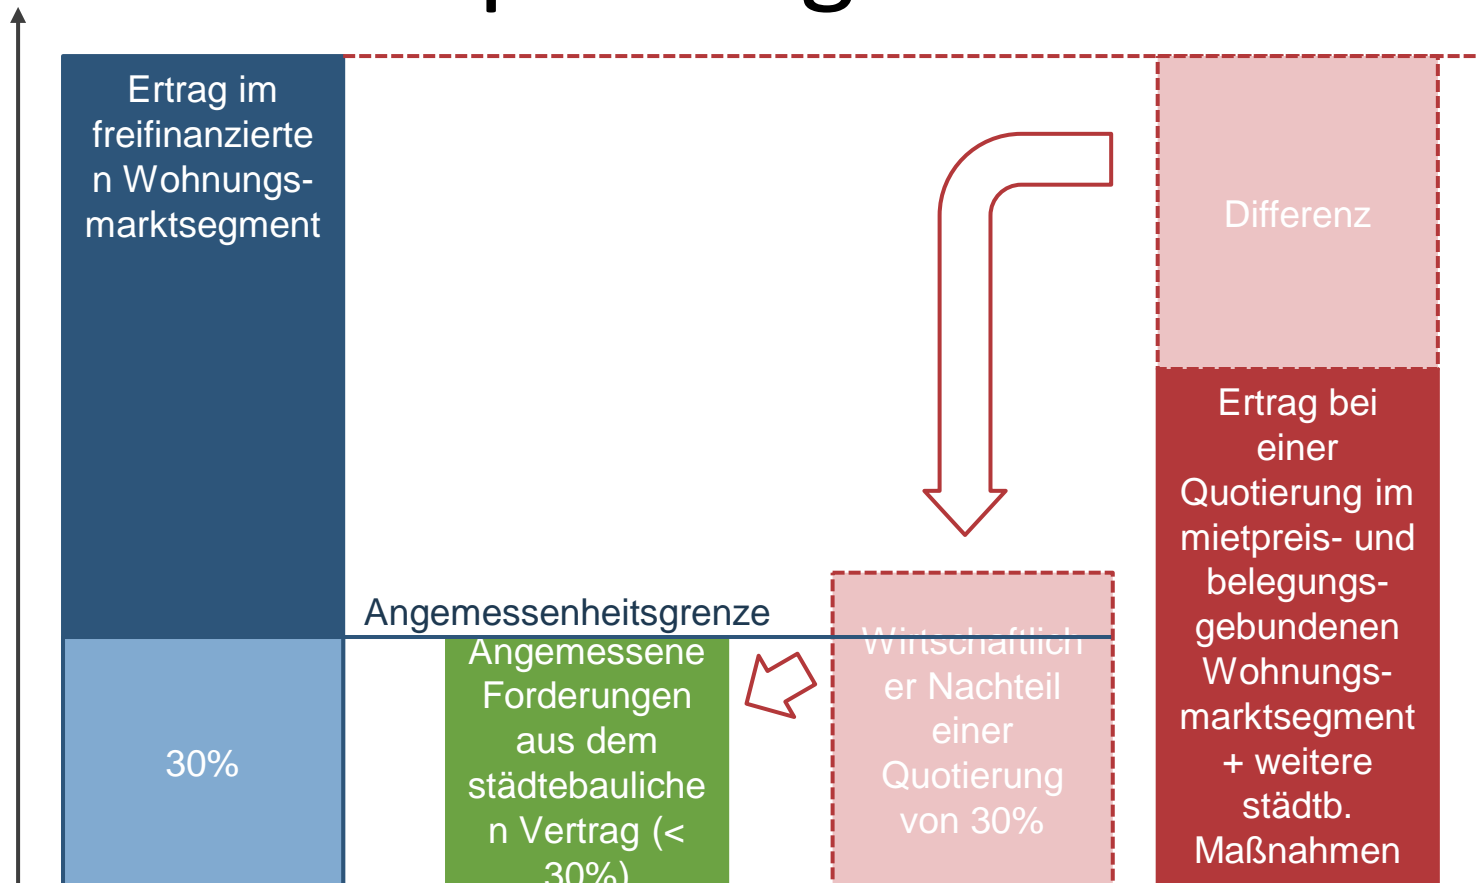 Ertrag im
freifinanzierte
n Wohnungs-
marktsegment
30%
Angemessenheitsgrenze
Angemessene
Forderungen
aus dem
städtebauliche
n Vertrag (<
30%)
Wirtschaftlich
er Nachteil
einer
Quotierung
von 30%
Differenz
Ertrag bei
einer
Quotierung im
mietpreis- und
belegungs-
gebundenen
Wohnungs-
marktsegment
+ weitere
städtb.
Maßnahmen